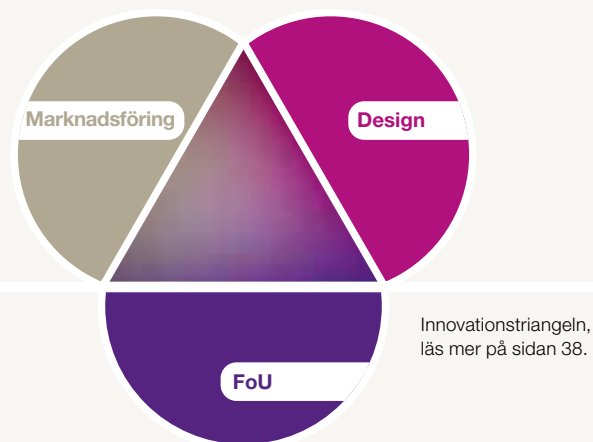 Marknadsföring
Design
FoU
Innovationstriangeln,
läs mer på sidan 38.